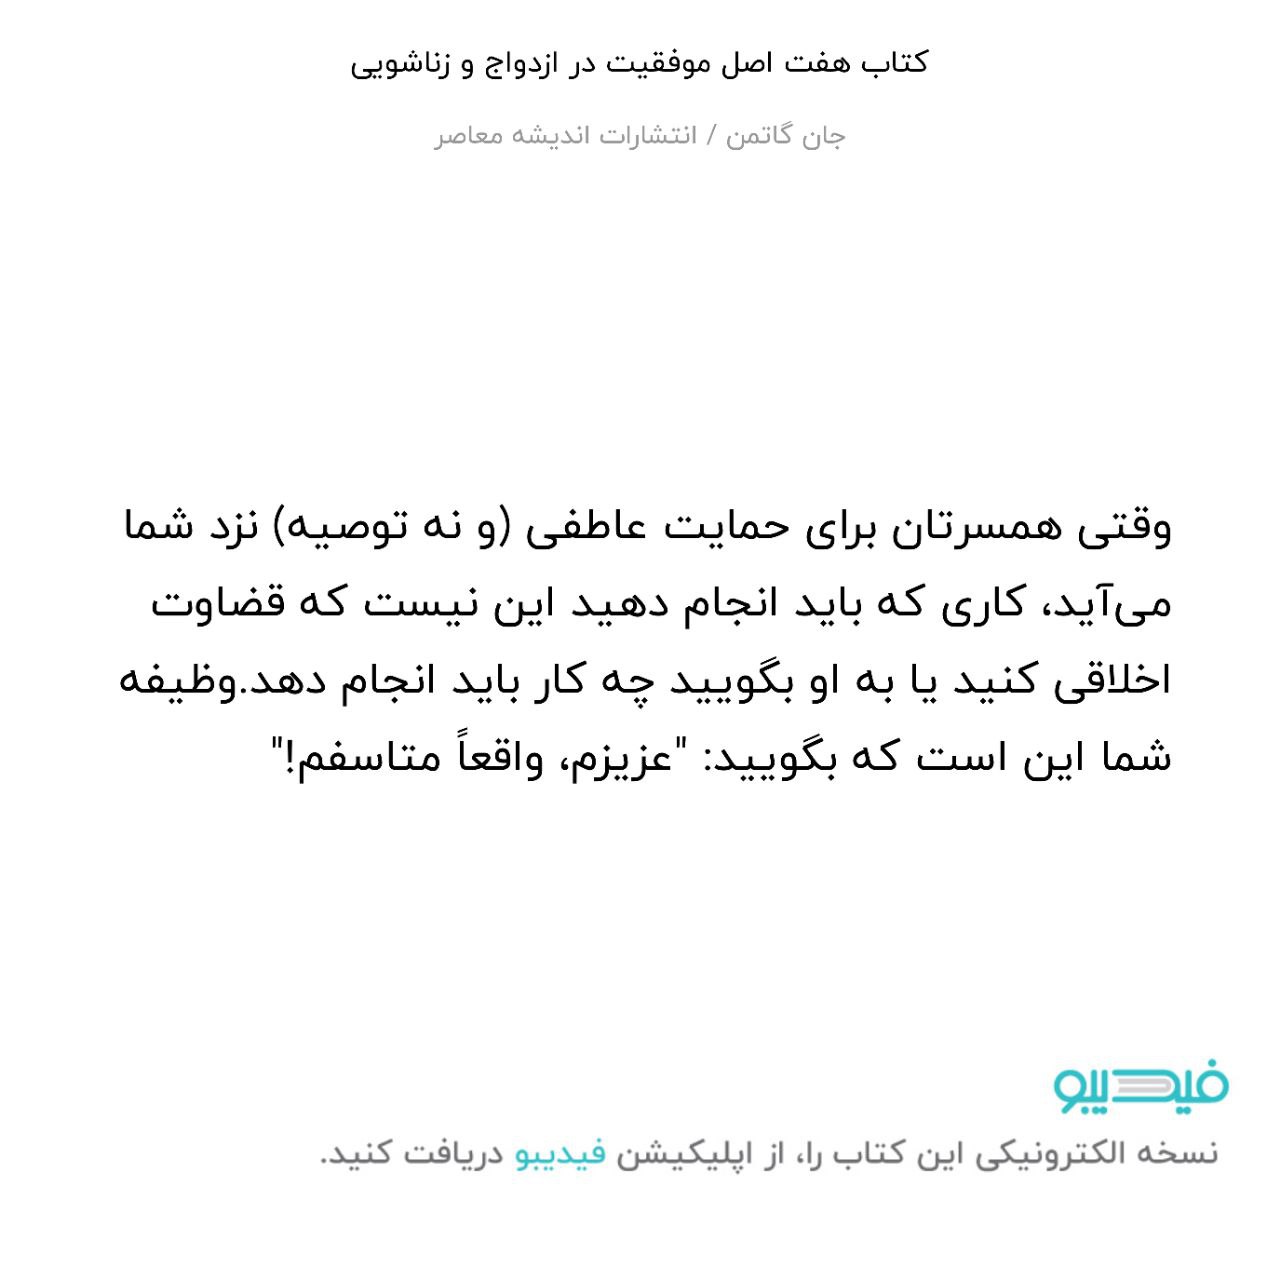 کتاب هفت اصل موفقیت در ازدواج و زناشویی
جان گاتمن / انتشارات اندیشه معاصر
وقتی همسرتان برای حمایت عاطفی (و نه توصیه) نزد شما
می‌آید، کاری که باید انجام دهید این نیست که قضاوت
اخلاقی کنید یا به او بگویید چه کار باید انجام دهد.وظیفه
شما این است که بگویید: "عزیزم، واقعاً متاسفم!"
فیدیبو
نسخه الکترونیکی این کتاب را، از اپلیکیشن فیدیبو دریافت کنید.